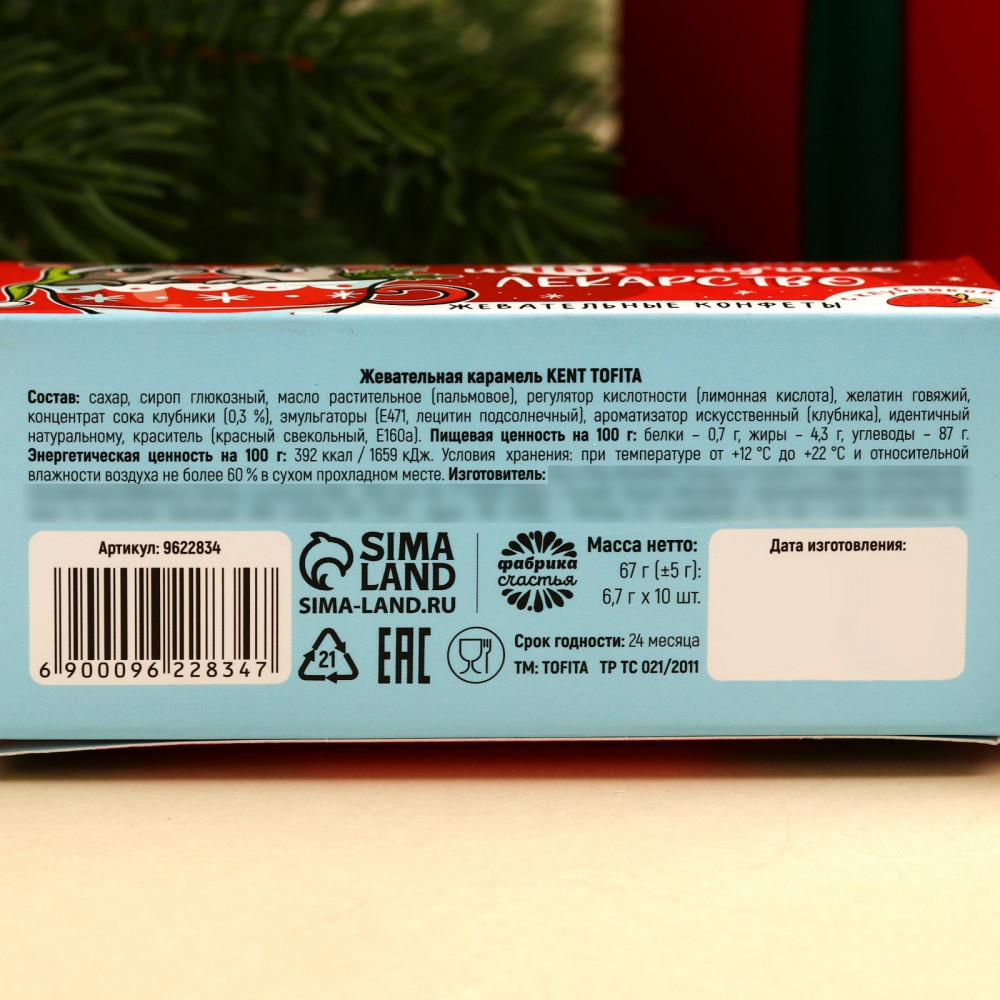 ЛЕКАРСТВО
ЖЕВАТЕЛЬНЫЕ КОНФЕТЫ
Жевательная карамель KENT TOFITA
Состав: сахар, сироп глюкозный, масло растительное (пальмовое), регулятор кислотности (лимонная кислота), желатин говяжий,
концентрат сока клубники (0,3 %), эмульгаторы (E471, лецитин подсолнечный), ароматизатор искусственный (клубника), идентичный
натуральному, краситель (красный свекольный, E160a). Пищевая ценность на 100 г: белки – 0,7 г, жиры – 4,3 г, углеводы – 87 г.
Энергетическая ценность на 100 г: 392 ккал / 1659 кДж. Условия хранения: при температуре от +12 °C до +22 °C и относительной
влажности воздуха не более 60 % в сухом прохладном месте. Изготовитель:
Артикул: 9622834
6 900096 228347
SIMA
LAND
SIMA-LAND.RU
фабрика
счастья
Масса нетто:
67 г (±5 г):
6,7 г x 10 шт.
21
EAC
Срок годности: 24 месяца
ТМ: TOFITA ТР ТС 021/2011
Дата изготовления: